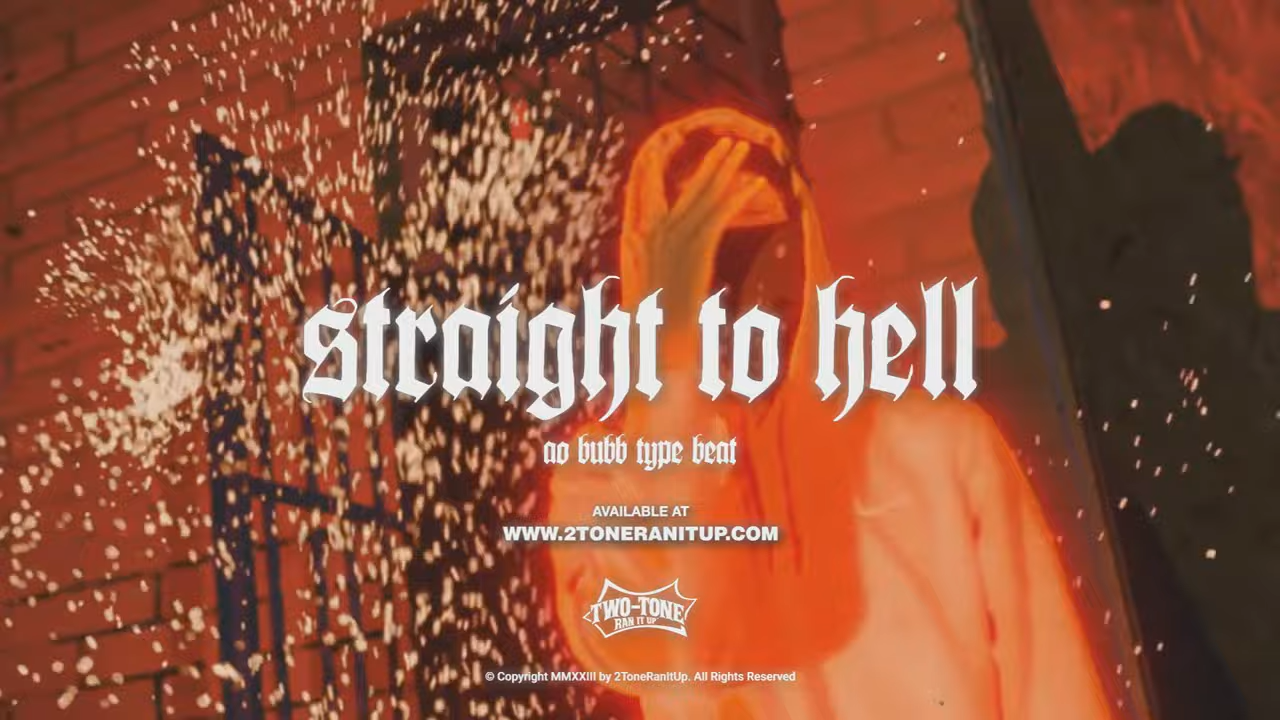 straight to hell
ao bubb type beat
AVAILABLE AT
WWW.2TONERANITUP.COM
TWO-TONE
RAN IT UP
© Copyright MMXXIII by 2ToneRanItUp. All Rights Reserved